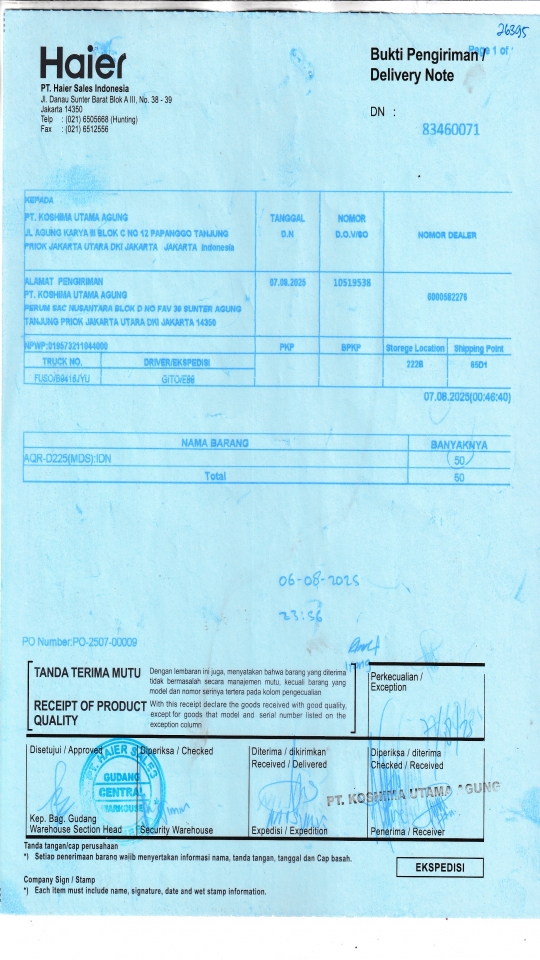 26395
Page 1 of
Haier
Bukti Pengiriman /
Delivery Note
PT. Haier Sales Indonesia
Jl. Danau Sunter Barat Blok A III, No. 38 - 39
Jakarta 14350
Telp : (021) 6505668 (Hunting)
Fax : (021) 6512556
DN :
83460071
KEPADA
PT. KOSHIMA UTAMA AGUNG
JL AGUNG KARYA III BLOK C NO 12 PAPANGGO TANJUNG
PRIOK JAKARTA UTARA DKI JAKARTA JAKARTA Indonesia
TANGGAL
D.N
NOMOR
D.O.V/SO
NOMOR DEALER
ALAMAT PENGIRIMAN
PT. KOSHIMA UTAMA AGUNG
PERUM SAC NUSANTARA BLOK D NO FAV 39 SUNTER AGUNG
TANJUNG PRIOK JAKARTA UTARA DKI JAKARTA 14350
07.08.2025
10519538
6000582276
NPWP:019573211044000
PKP
BPKP
Storege Location
Shipping Point
TRUCK NO.
DRIVER/EKSPEDISI
222B
65D1
GITO/E66
07.08.2025(00:46:40)
NAMA BARANG
BANYAKNYA
AQR-D225(MDS):IDN
50
Total
50
06-08-2025
23:56
PO Number:PO-2507-00009
TANDA TERIMA MUTU
Dengan lembaran ini juga, menyatakan bahwa barang yang diterima
tidak bermasalah secara manajemen mutu, kecuali barang yang
model dan nomor serinya tertera pada kolom pengecualian
RECEIPT OF PRODUCT
QUALITY
With this receipt declare the goods received with good quality,
except for goods that model and serial number listed on the
exception column
Perkecualian /
Exception
Disetujui / Approved
Diperiksa / Checked
Diterima / dikirimkan
Received / Delivered
Diperiksa / diterima
Checked / Received
PT. HAIER SALES
GUDANG
CENTRAL
WAREHOUSE
PT. KOSHIMA UTAMA AGUNG
Kep. Bag. Gudang
Warehouse Section Head
Security Warehouse
Expedisi / Expedition
Penerima / Receiver
Tanda tangan/cap perusahaan
*) Setiap penerimaan barang wajib menyertakan informasi nama, tanda tangan, tanggal dan Cap basah.
EKSPEDISI
Company Sign / Stamp
*) Each item must include name, signature, date and wet stamp information.